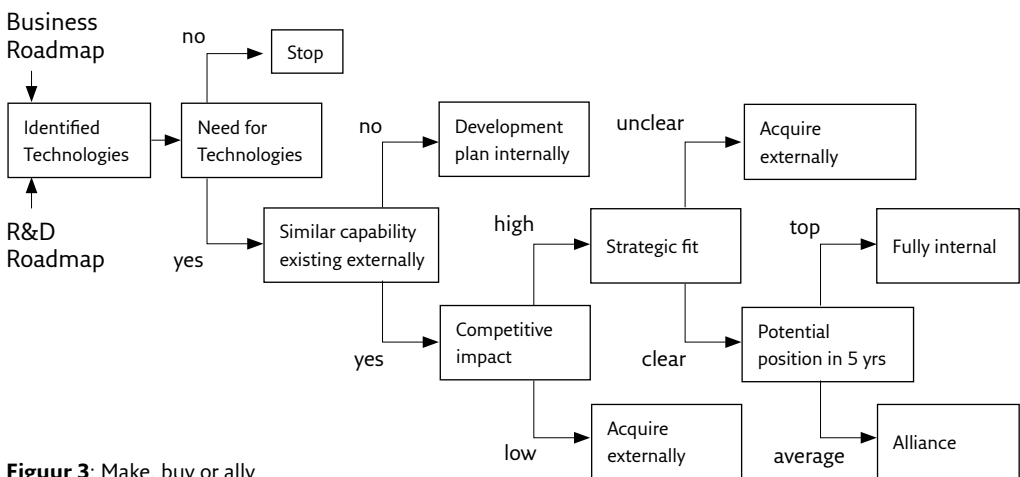 Business
Roadmap
no
Stop
Identified
Technologies
Need for
Technologies
no
Development
plan internally
unclear
Acquire
externally
R&D
Roadmap
yes
Similar capability
existing externally
high
Strategic fit
top
Fully internal
yes
Competitive
impact
clear
Potential
position in 5 yrs
low
Acquire
externally
average
Alliance
Figuur 3: Make, buy or ally